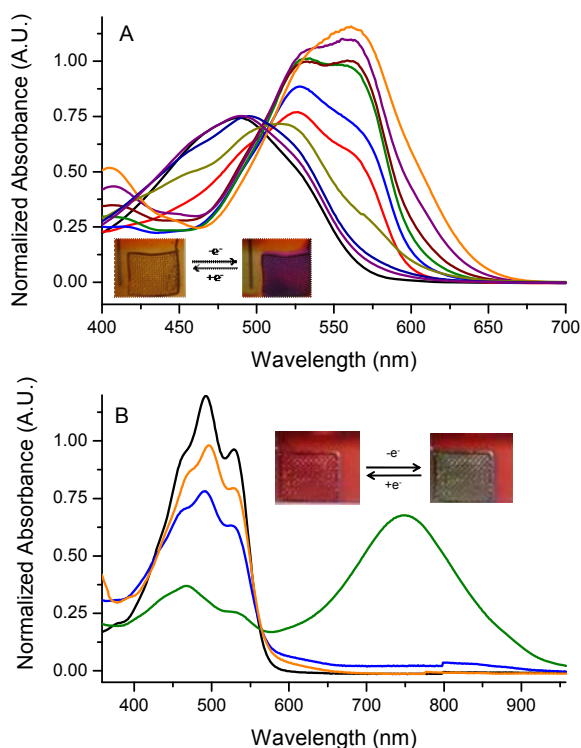 A
Normalized Absorbance (A.U.)
1.00
0.75
0.50
0.25
0.00
-e⁻
+e⁻
400 450 500 550 600 650 700
Wavelength (nm)
B
Normalized Absorbance (A.U.)
1.00
0.75
0.50
0.25
0.00
-e⁻
+e⁻
400 500 600 700 800 900
Wavelength (nm)